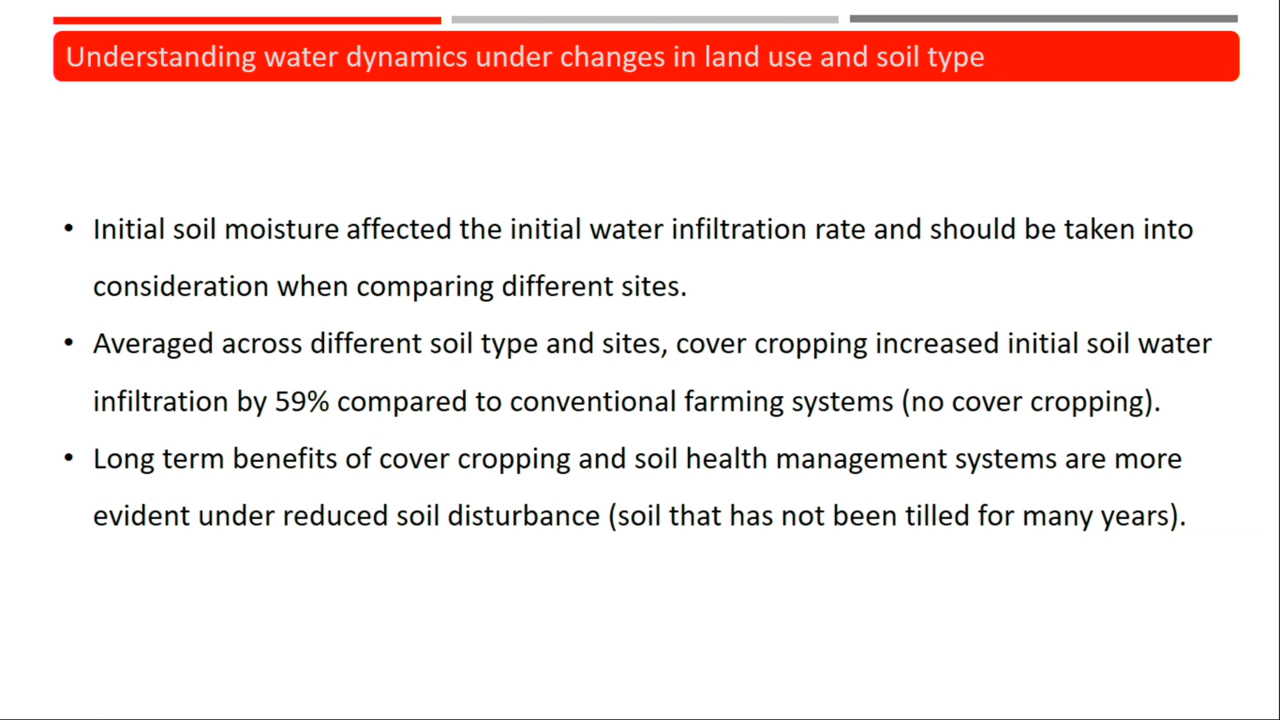 Understanding water dynamics under changes in land use and soil type
• Initial soil moisture affected the initial water infiltration rate and should be taken into
consideration when comparing different sites.
• Averaged across different soil type and sites, cover cropping increased initial soil water
infiltration by 59% compared to conventional farming systems (no cover cropping).
• Long term benefits of cover cropping and soil health management systems are more
evident under reduced soil disturbance (soil that has not been tilled for many years).